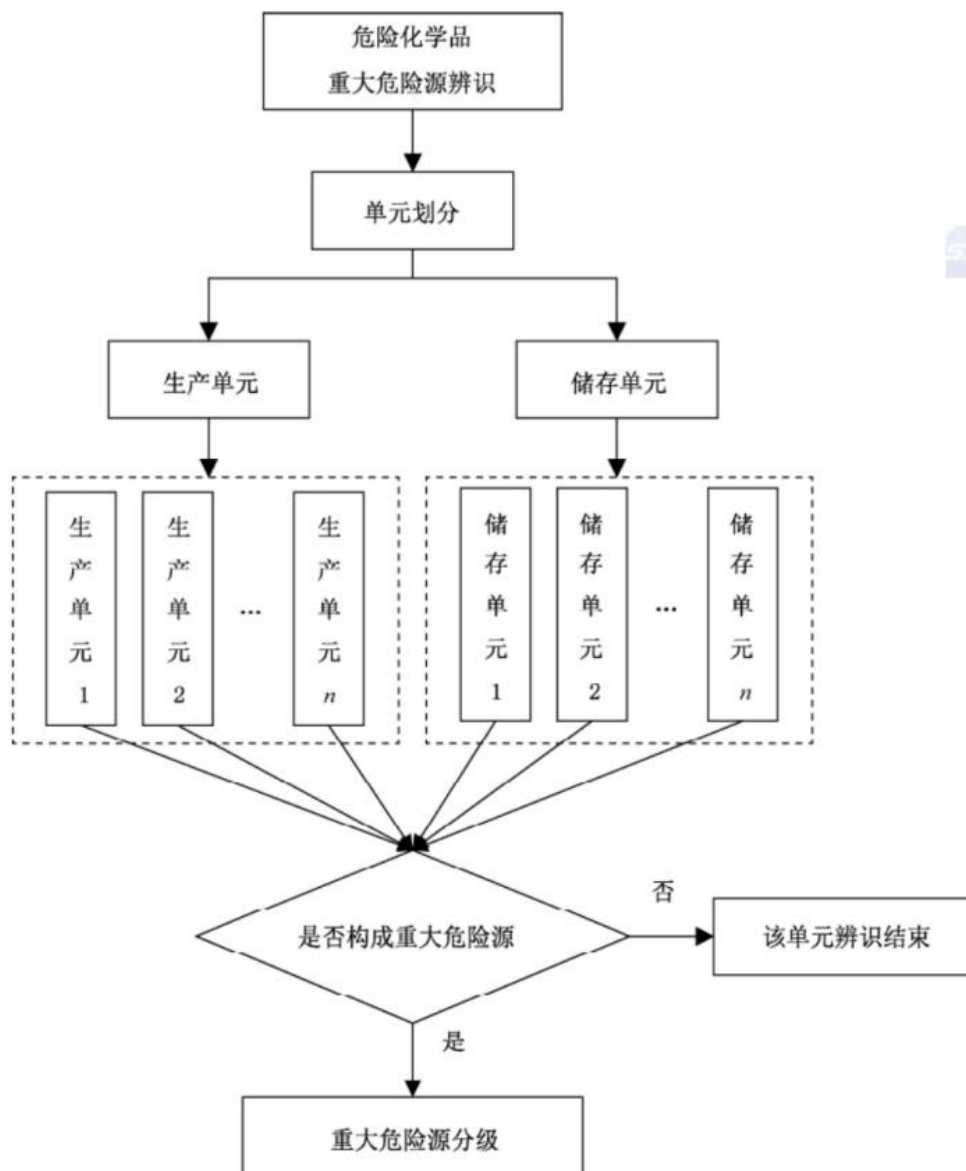 危险化学品
重大危险源辨识
单元划分
生产单元
储存单元
生产单元1
生产单元2
...
生产单元n
储存单元1
储存单元2
...
储存单元n
是否构成重大危险源
否
该单元辨识结束
是
重大危险源分级